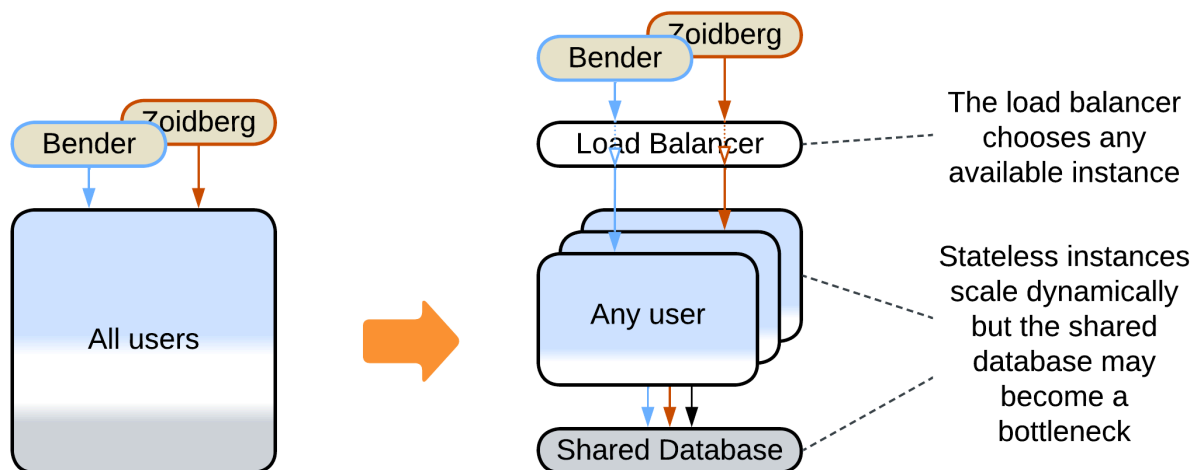 Zoidberg
Bender
All users
Zoidberg
Bender
Load Balancer
Any user
Shared Database
The load balancer
chooses any
available instance
Stateless instances
scale dynamically
but the shared
database may
become a
bottleneck